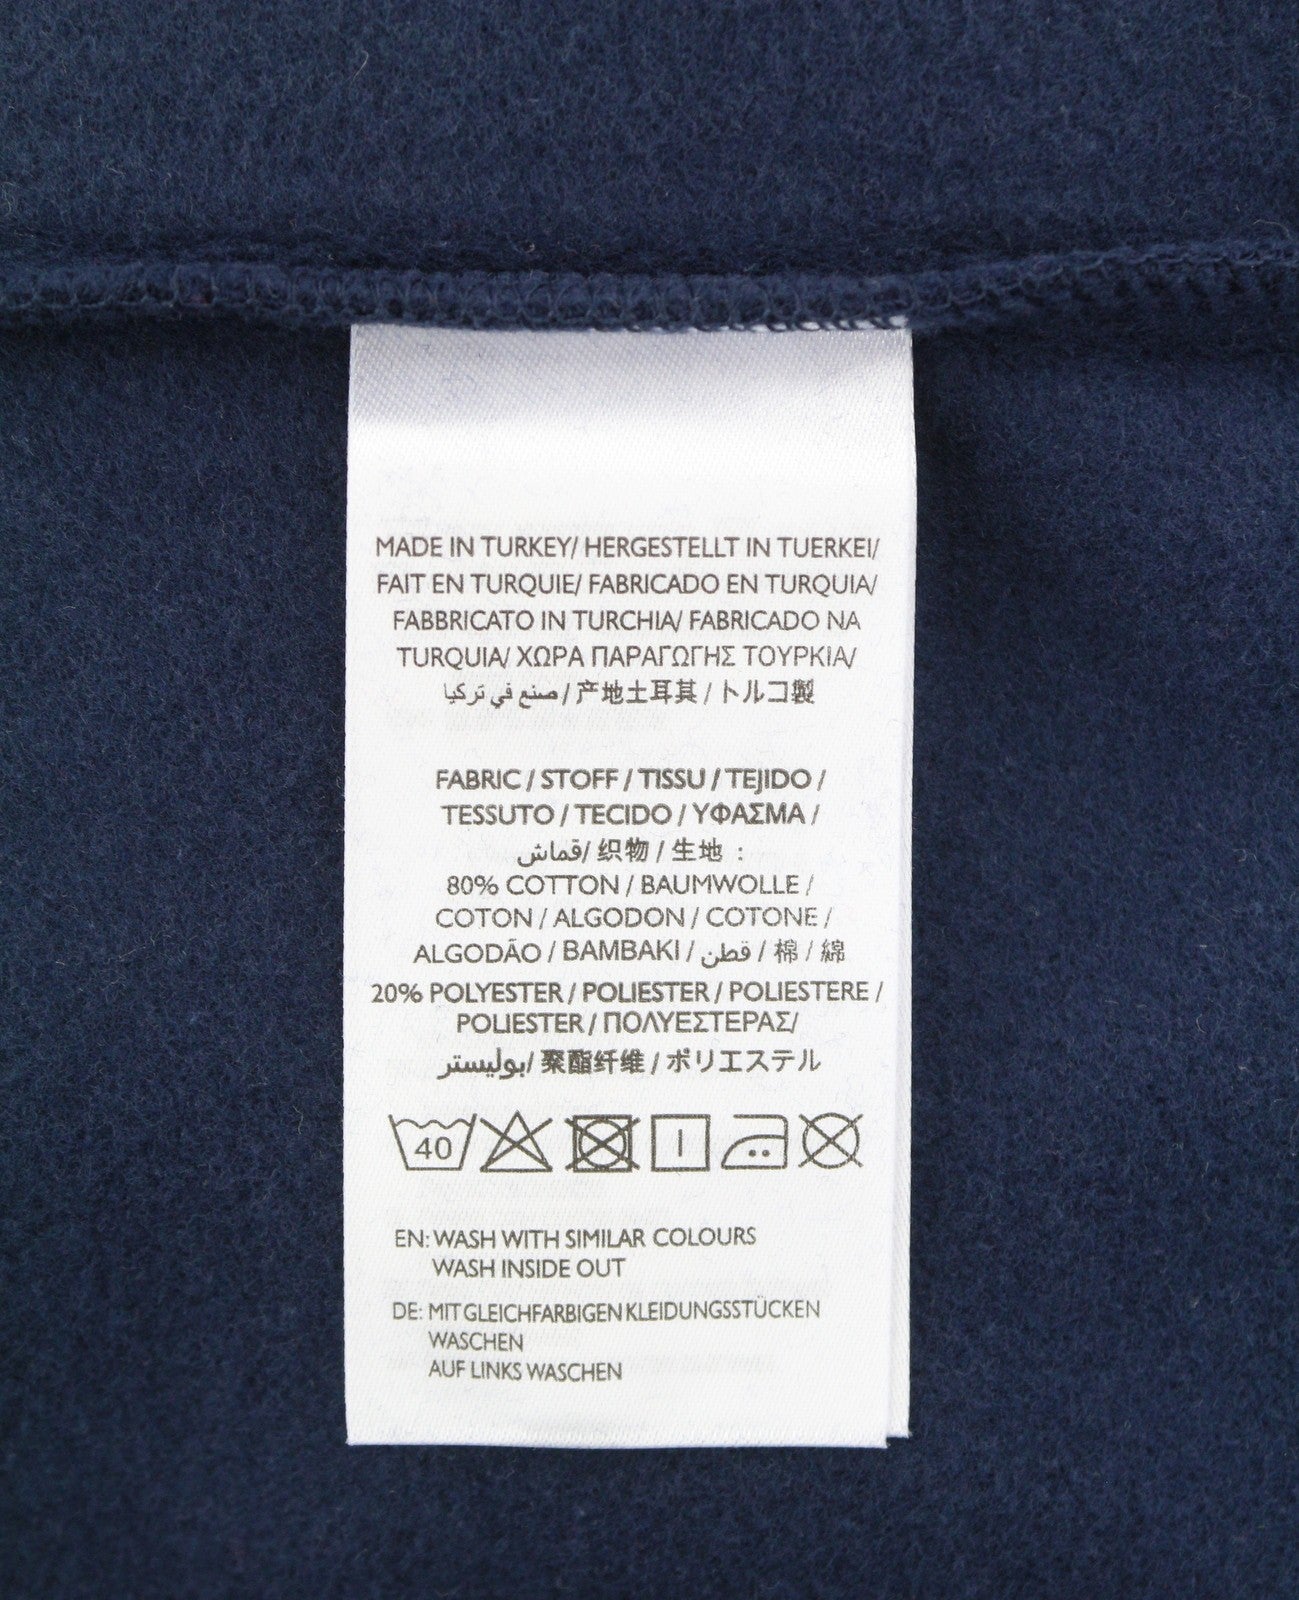 MADE IN TURKEY/ HERGESTELLT IN TUERKEI/
FAIT EN TURQUIE/ FABRICADO EN TURQUIA/
FABBRICATO IN TURCHIA/ FABRICADO NA
TURQUIA/ ΧΩΡΑ ΠΑΡΑΓΩΓΗΣ ΤΟΥΡΚΙΑ/
صنع في تركيا / 产地土耳其 / トルコ製
FABRIC / STOFF / TISSU / TEJIDO /
TESSUTO / TECIDO / ΥΦΑΣΜΑ /
قماش/ 织物 / 生地 :
80% COTTON / BAUMWOLLE /
COTON / ALGODON / COTONE /
ALGODÃO / BAMBAKI / قطن / 棉 / 綿
20% POLYESTER / POLIESTER / POLIESTERE /
POLIESTER / ΠΟΛΥΕΣΤΕΡΑΣ/
بوليستر/ 聚酯纤维 / ポリエステル
40
EN: WASH WITH SIMILAR COLOURS
WASH INSIDE OUT
DE: MIT GLEICHFARBIGEN KLEIDUNGSSTÜCKEN
WASCHEN
AUF LINKS WASCHEN